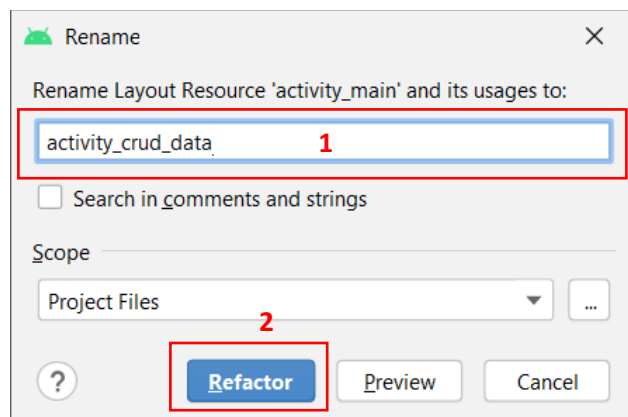 Rename
Rename Layout Resource 'activity_main' and its usages to:
activity_crud_data
1
Search in comments and strings
Scope
Project Files
...
2
?
Refactor
Preview
Cancel